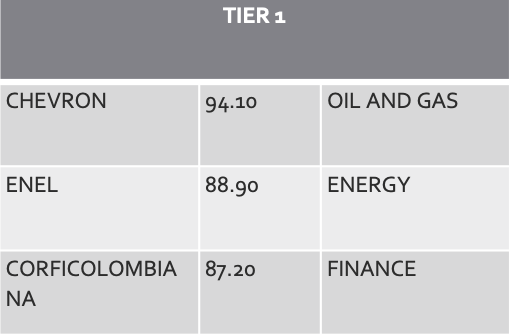 TIER 1
CHEVRON 94.10 OIL AND GAS
ENEL 88.90 ENERGY
CORFICOLOMBIA 87.20 FINANCE
NA